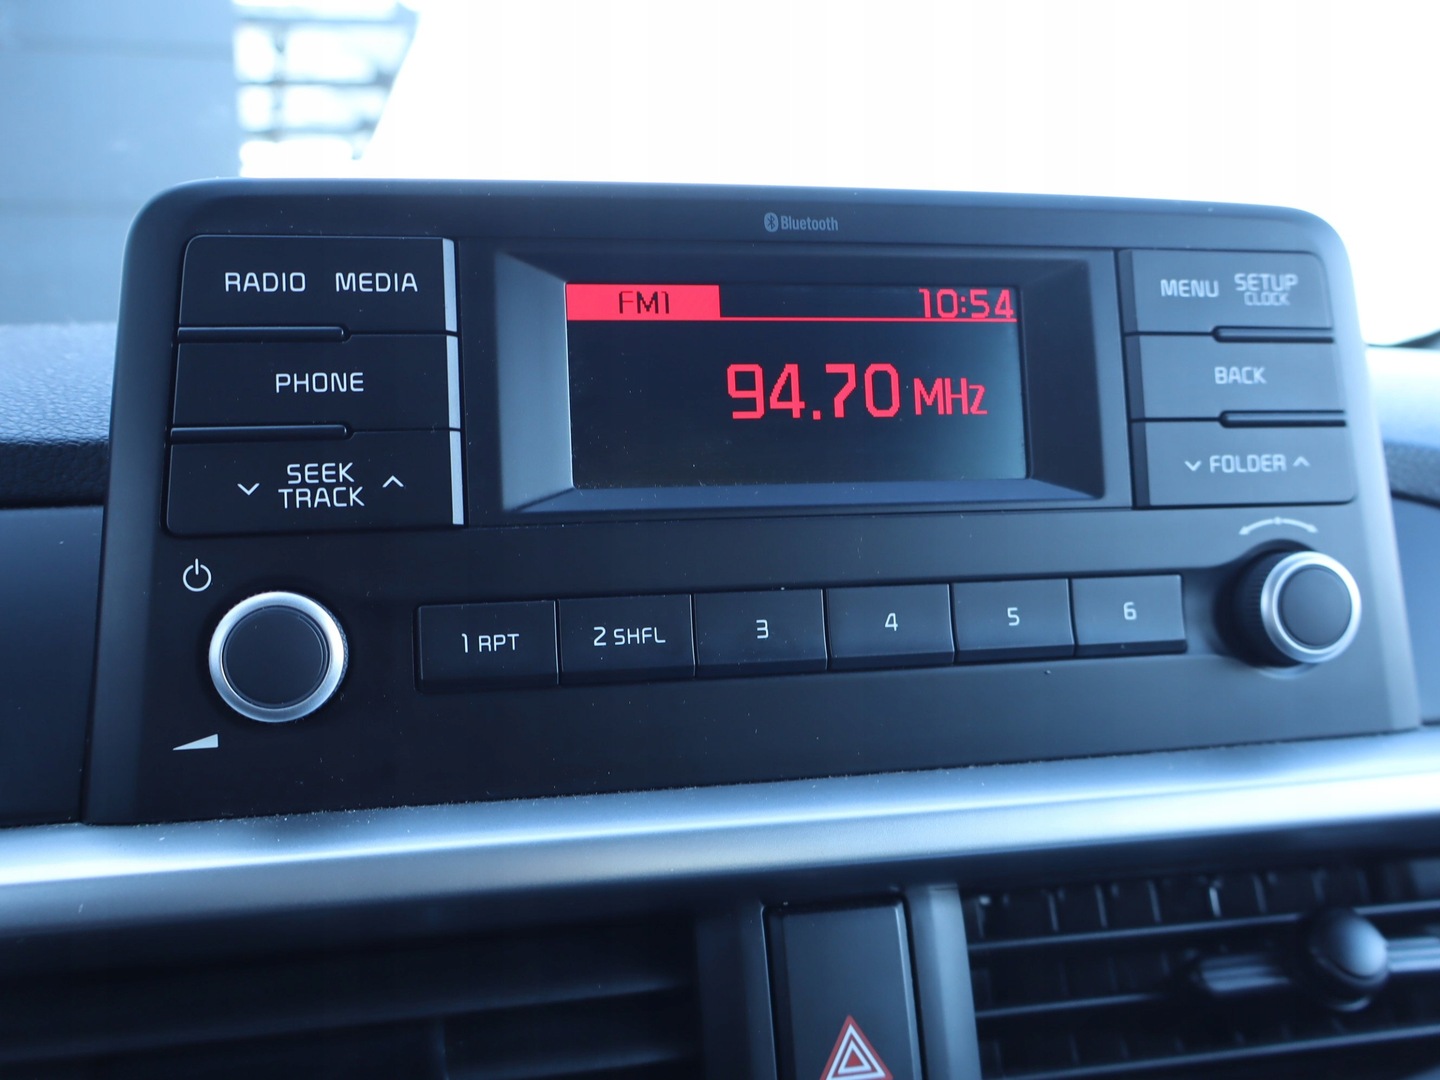 Bluetooth
RADIO MEDIA
FM1 10:54
MENU SETUP
CLOCK
PHONE
94.70 MHz
BACK
SEEK
TRACK
FOLDER
1 RPT 2 SHFL 3 4 5 6